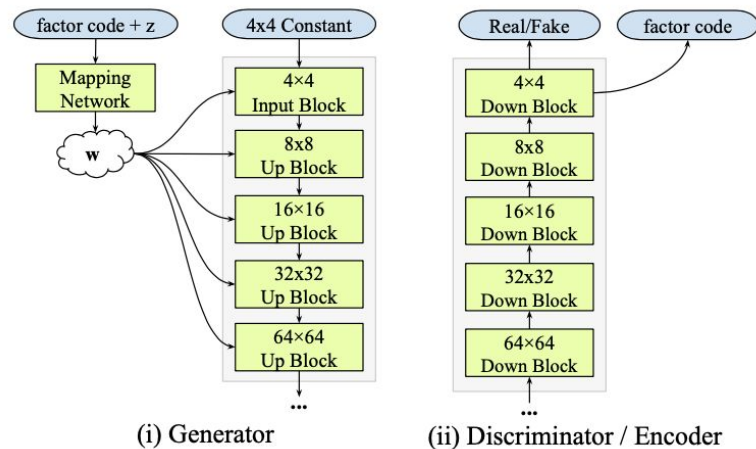 factor code + z
Mapping
Network
w
4x4 Constant
4×4
Input Block
8x8
Up Block
16×16
Up Block
32x32
Up Block
64×64
Up Block
...
(i) Generator
Real/Fake
factor code
4×4
Down Block
8x8
Down Block
16×16
Down Block
32x32
Down Block
64×64
Down Block
...
(ii) Discriminator / Encoder